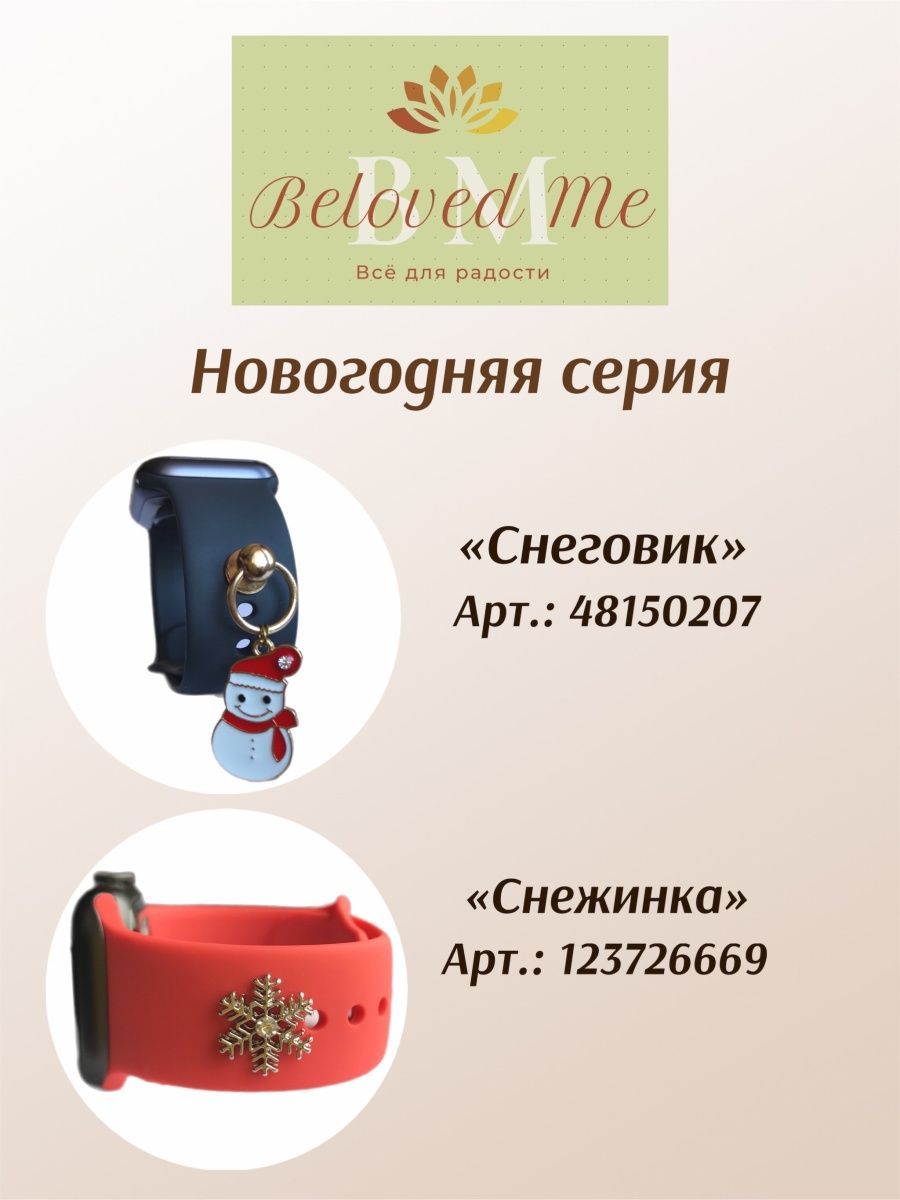 BM
Beloved Me
Всё для радости
Новогодняя серия
«Снеговик»
Арт.: 48150207
«Снежинка»
Арт.: 123726669